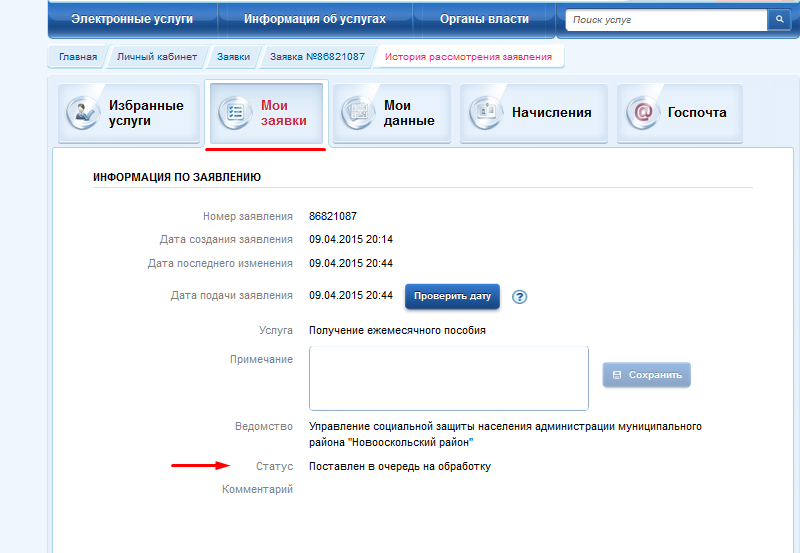 Электронные услуги
Информация об услугах
Органы власти
Поиск услуг
Главная
Личный кабинет
Заявки
Заявка №86821087
История рассмотрения заявления
Избранные
услуги
Мои
заявки
Мои
данные
Начисления
Госпочта
ИНФОРМАЦИЯ ПО ЗАЯВЛЕНИЮ
Номер заявления 86821087
Дата создания заявления 09.04.2015 20:14
Дата последнего изменения 09.04.2015 20:44
Дата подачи заявления 09.04.2015 20:44 Проверить дату ?
Услуга Получение ежемесячного пособия
Примечание
Сохранить
Ведомство Управление социальной защиты населения администрации муниципального
района "Новооскольский район"
Статус Поставлен в очередь на обработку
Комментарий